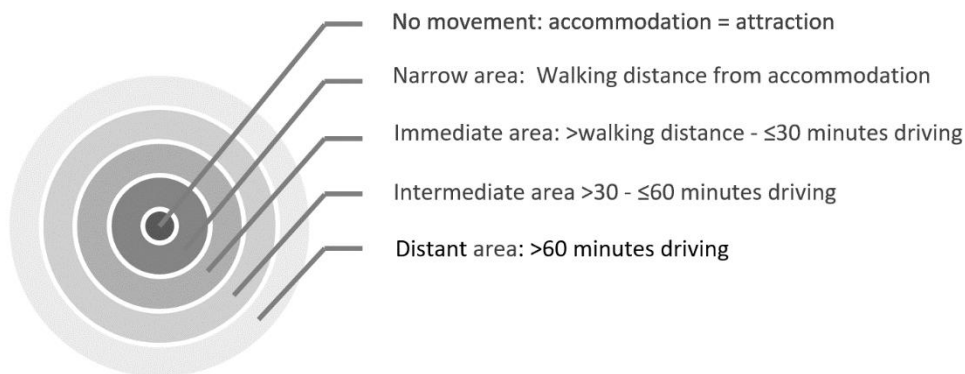 No movement: accommodation = attraction
Narrow area: Walking distance from accommodation
Immediate area: >walking distance - ≤30 minutes driving
Intermediate area >30 - ≤60 minutes driving
Distant area: >60 minutes driving